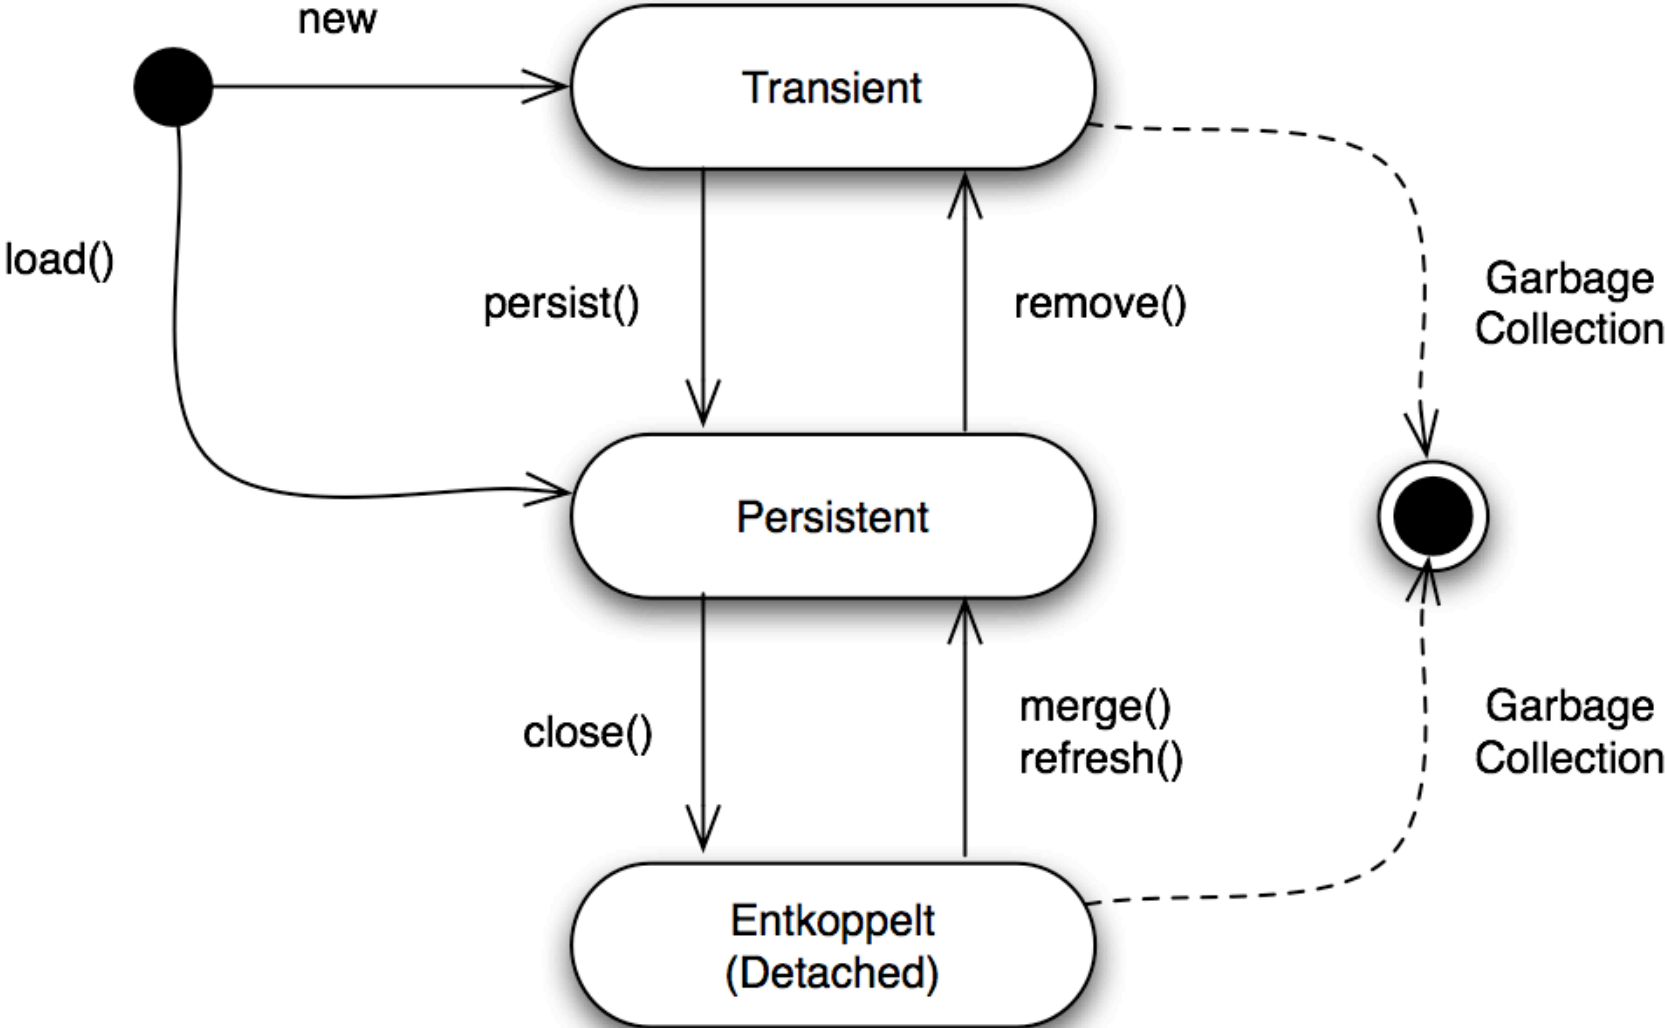 new
Transient
load()
persist()
remove()
Garbage
Collection
Persistent
close()
merge()
refresh()
Garbage
Collection
Entkoppelt
(Detached)